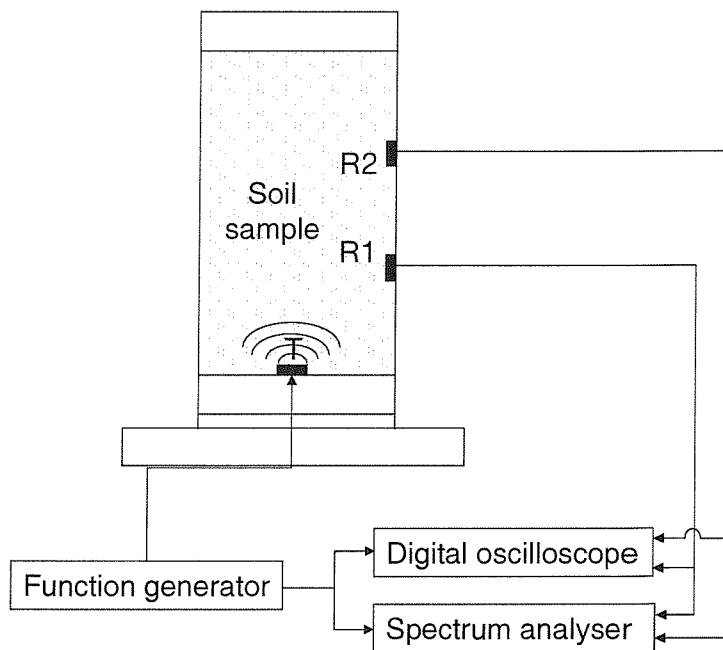 R2
Soil
sample
R1
T
Function generator
Digital oscilloscope
Spectrum analyser